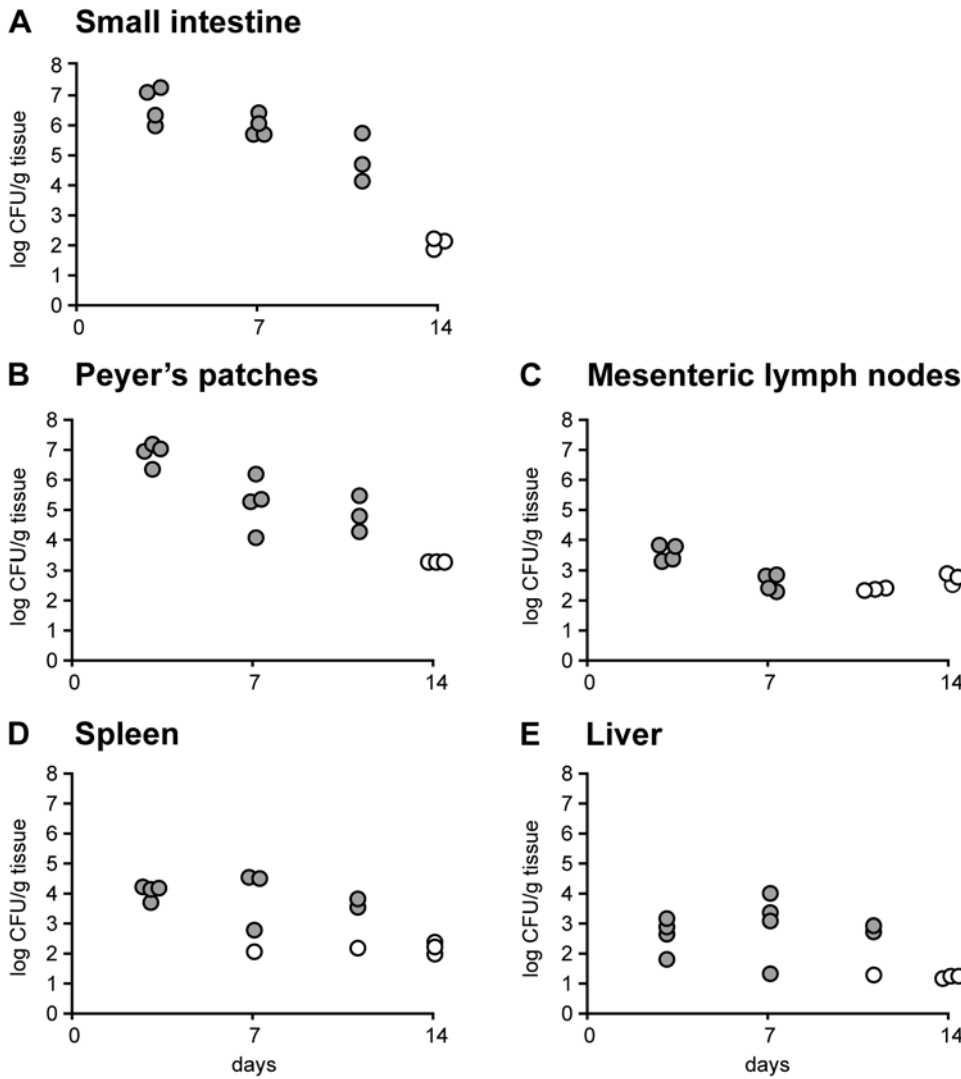 A Small intestine
log CFU/g tissue
8
7
6
5
4
3
2
1
0
0 7 14
B Peyer's patches
log CFU/g tissue
8
7
6
5
4
3
2
1
0
0 7 14
C Mesenteric lymph nodes
log CFU/g tissue
8
7
6
5
4
3
2
1
0
0 7 14
D Spleen
log CFU/g tissue
8
7
6
5
4
3
2
1
0
0 7 14
days
E Liver
log CFU/g tissue
8
7
6
5
4
3
2
1
0
0 7 14
days